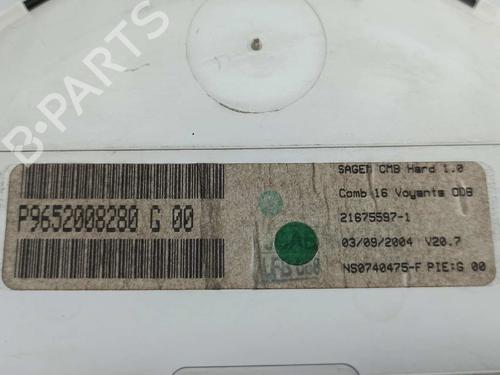 B-PARTS
P9652008280 G 00
SAGEM CMB Hard 1.0
Comb 16 Voyants ODB
21675597-1
03/09/2004 V20.7
NS0740475-F PIE:G 00